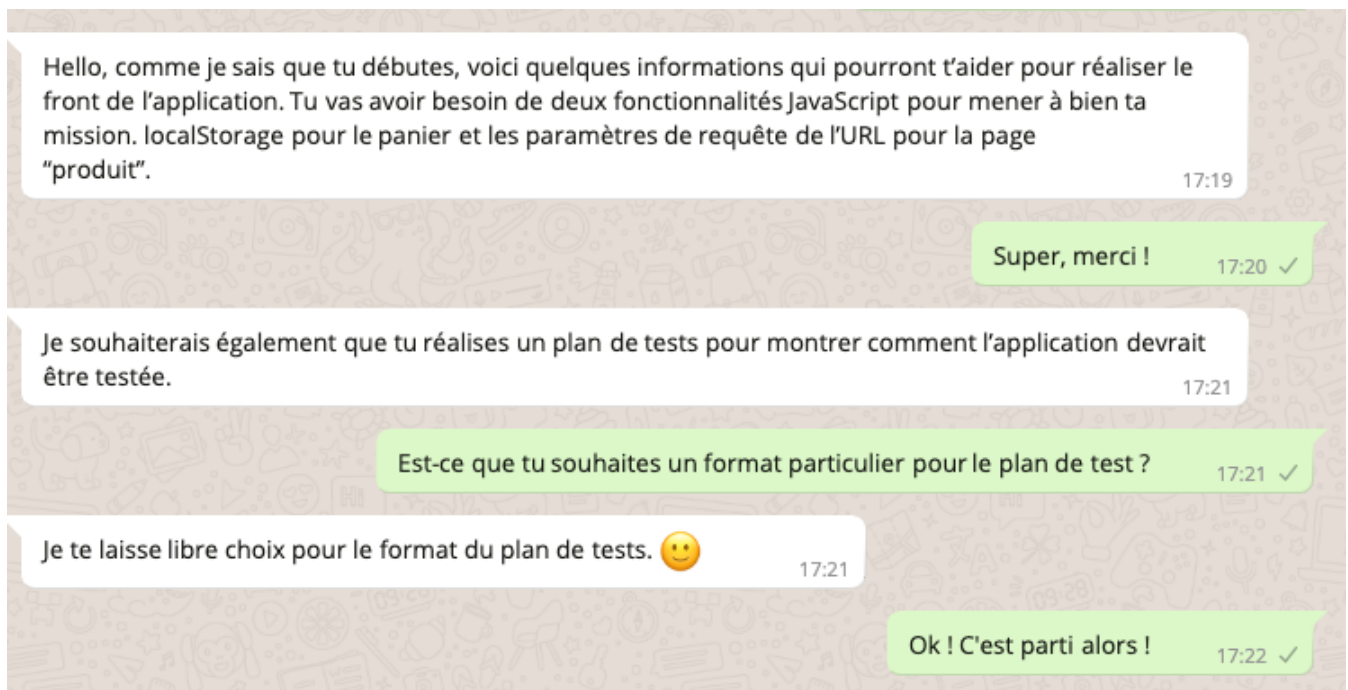 Hello, comme je sais que tu débutes, voici quelques informations qui pourront t’aider pour réaliser le
front de l’application. Tu vas avoir besoin de deux fonctionnalités JavaScript pour mener à bien ta
mission. localStorage pour le panier et les paramètres de requête de l’URL pour la page
“produit”.
17:19
Super, merci !
17:20
Je souhaiterais également que tu réalises un plan de tests pour montrer comment l’application devrait
être testée.
17:21
Est-ce que tu souhaites un format particulier pour le plan de test ?
17:21
Je te laisse libre choix pour le format du plan de tests. 🙂
17:21
Ok ! C'est parti alors !
17:22